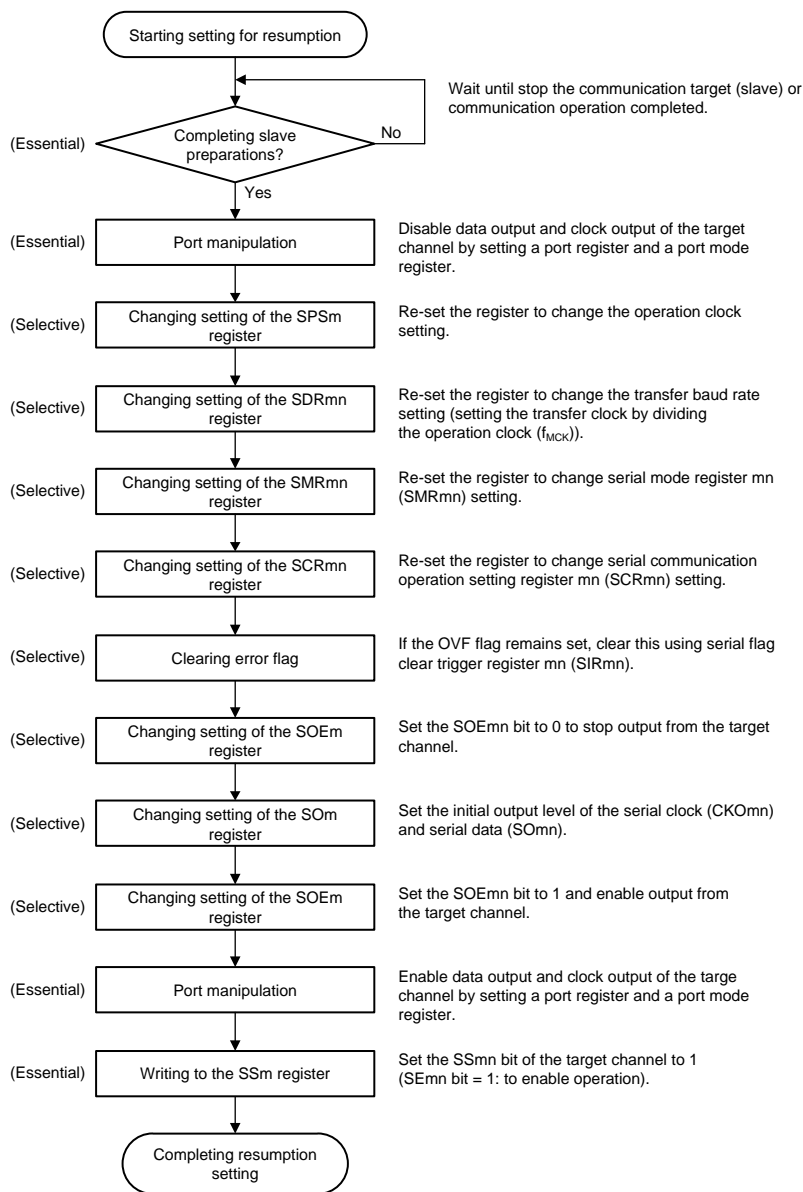 Starting setting for resumption
Wait until stop the communication target (slave) or
communication operation completed.
(Essential)
Completing slave
preparations?
No
Yes
(Essential)
Port manipulation
Disable data output and clock output of the target
channel by setting a port register and a port mode
register.
(Selective)
Changing setting of the SPSm
register
Re-set the register to change the operation clock
setting.
(Selective)
Changing setting of the SDRmn
register
Re-set the register to change the transfer baud rate
setting (setting the transfer clock by dividing
the operation clock (fMCK)).
(Selective)
Changing setting of the SMRmn
register
Re-set the register to change serial mode register mn
(SMRmn) setting.
(Selective)
Changing setting of the SCRmn
register
Re-set the register to change serial communication
operation setting register mn (SCRmn) setting.
(Selective)
Clearing error flag
If the OVF flag remains set, clear this using serial flag
clear trigger register mn (SIRmn).
(Selective)
Changing setting of the SOEm
register
Set the SOEmn bit to 0 to stop output from the target
channel.
(Selective)
Changing setting of the SOm
register
Set the initial output level of the serial clock (CKOmn)
and serial data (SOmn).
(Selective)
Changing setting of the SOEm
register
Set the SOEmn bit to 1 and enable output from
the target channel.
(Essential)
Port manipulation
Enable data output and clock output of the targe
channel by setting a port register and a port mode
register.
(Essential)
Writing to the SSm register
Set the SSmn bit of the target channel to 1
(SEmn bit = 1: to enable operation).
Completing resumption
setting